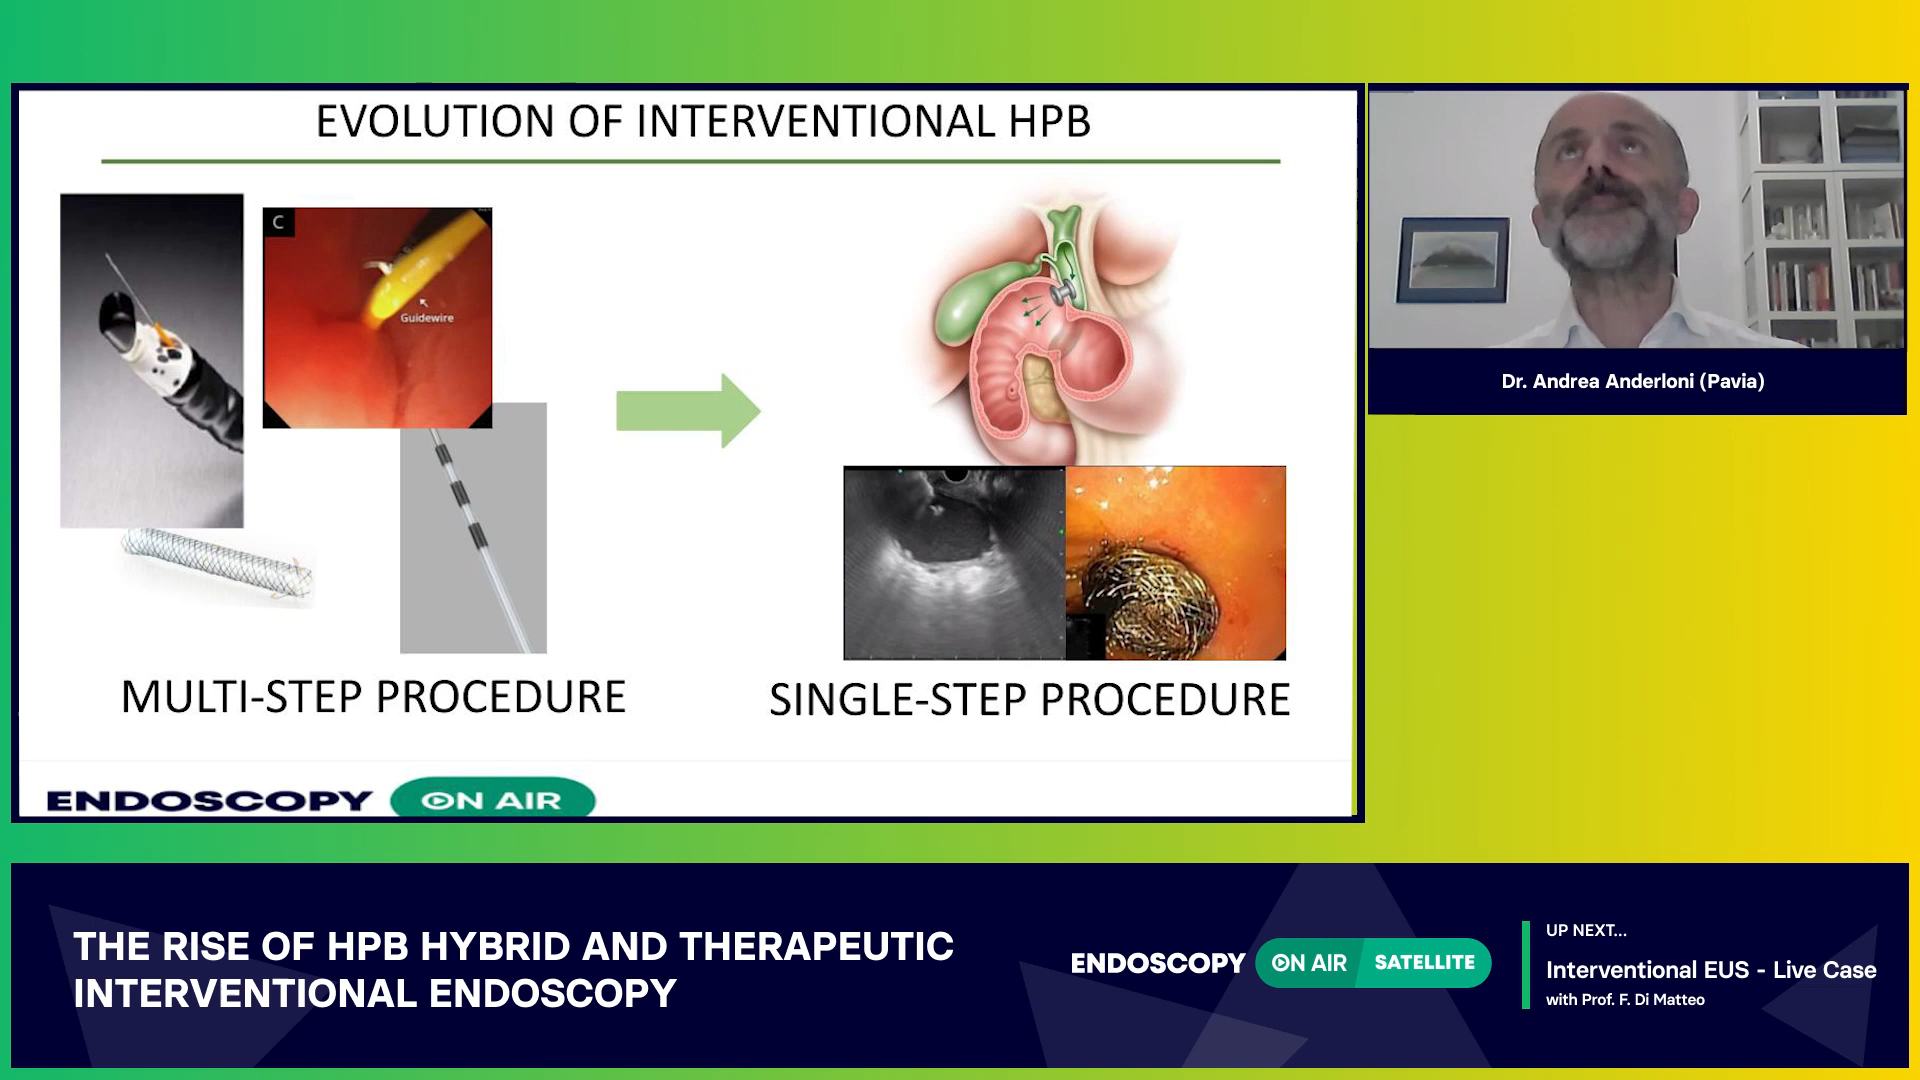 EVOLUTION OF INTERVENTIONAL HPB
C
Guidewire
MULTI-STEP PROCEDURE
SINGLE-STEP PROCEDURE
ENDOSCOPY ON AIR
Dr. Andrea Anderloni (Pavia)
THE RISE OF HPB HYBRID AND THERAPEUTIC
INTERVENTIONAL ENDOSCOPY
ENDOSCOPY ON AIR SATELLITE
UP NEXT...
Interventional EUS - Live Case
with Prof. F. Di Matteo